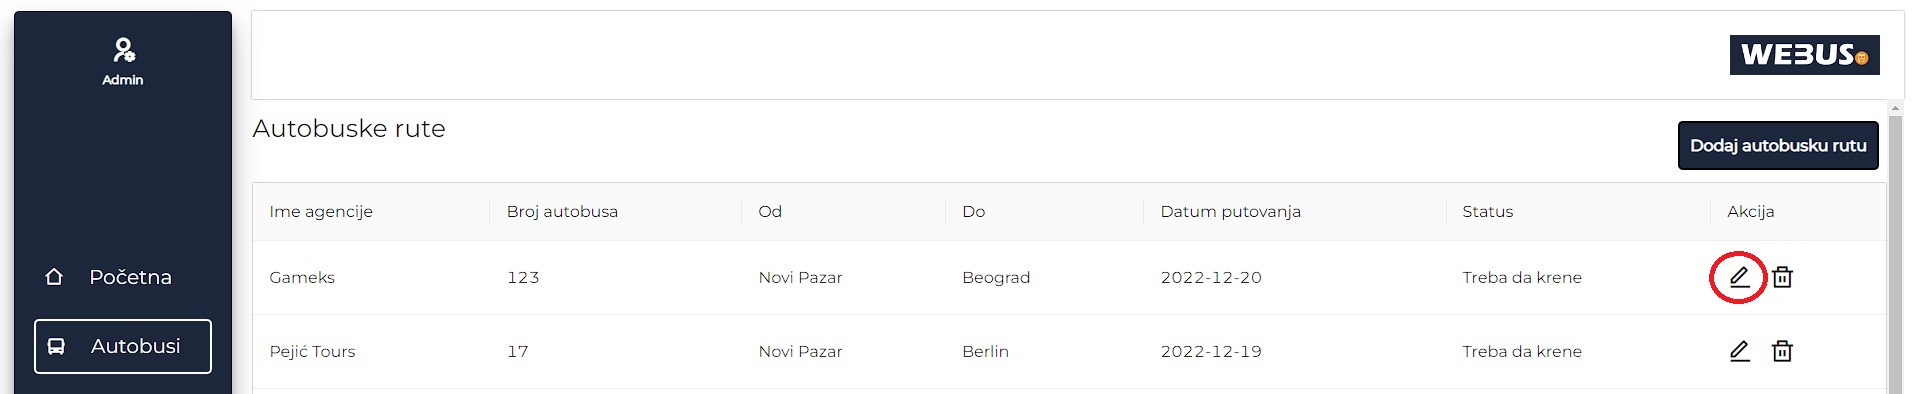 Admin
WEBUS
Autobuske rute
Dodaj autobusku rutu
Ime agencije Broj autobusa Od Do Datum putovanja Status Akcija
Početna
Gameks 123 Novi Pazar Beograd 2022-12-20 Treba da krene
Autobusi
Pejić Tours 17 Novi Pazar Berlin 2022-12-19 Treba da krene